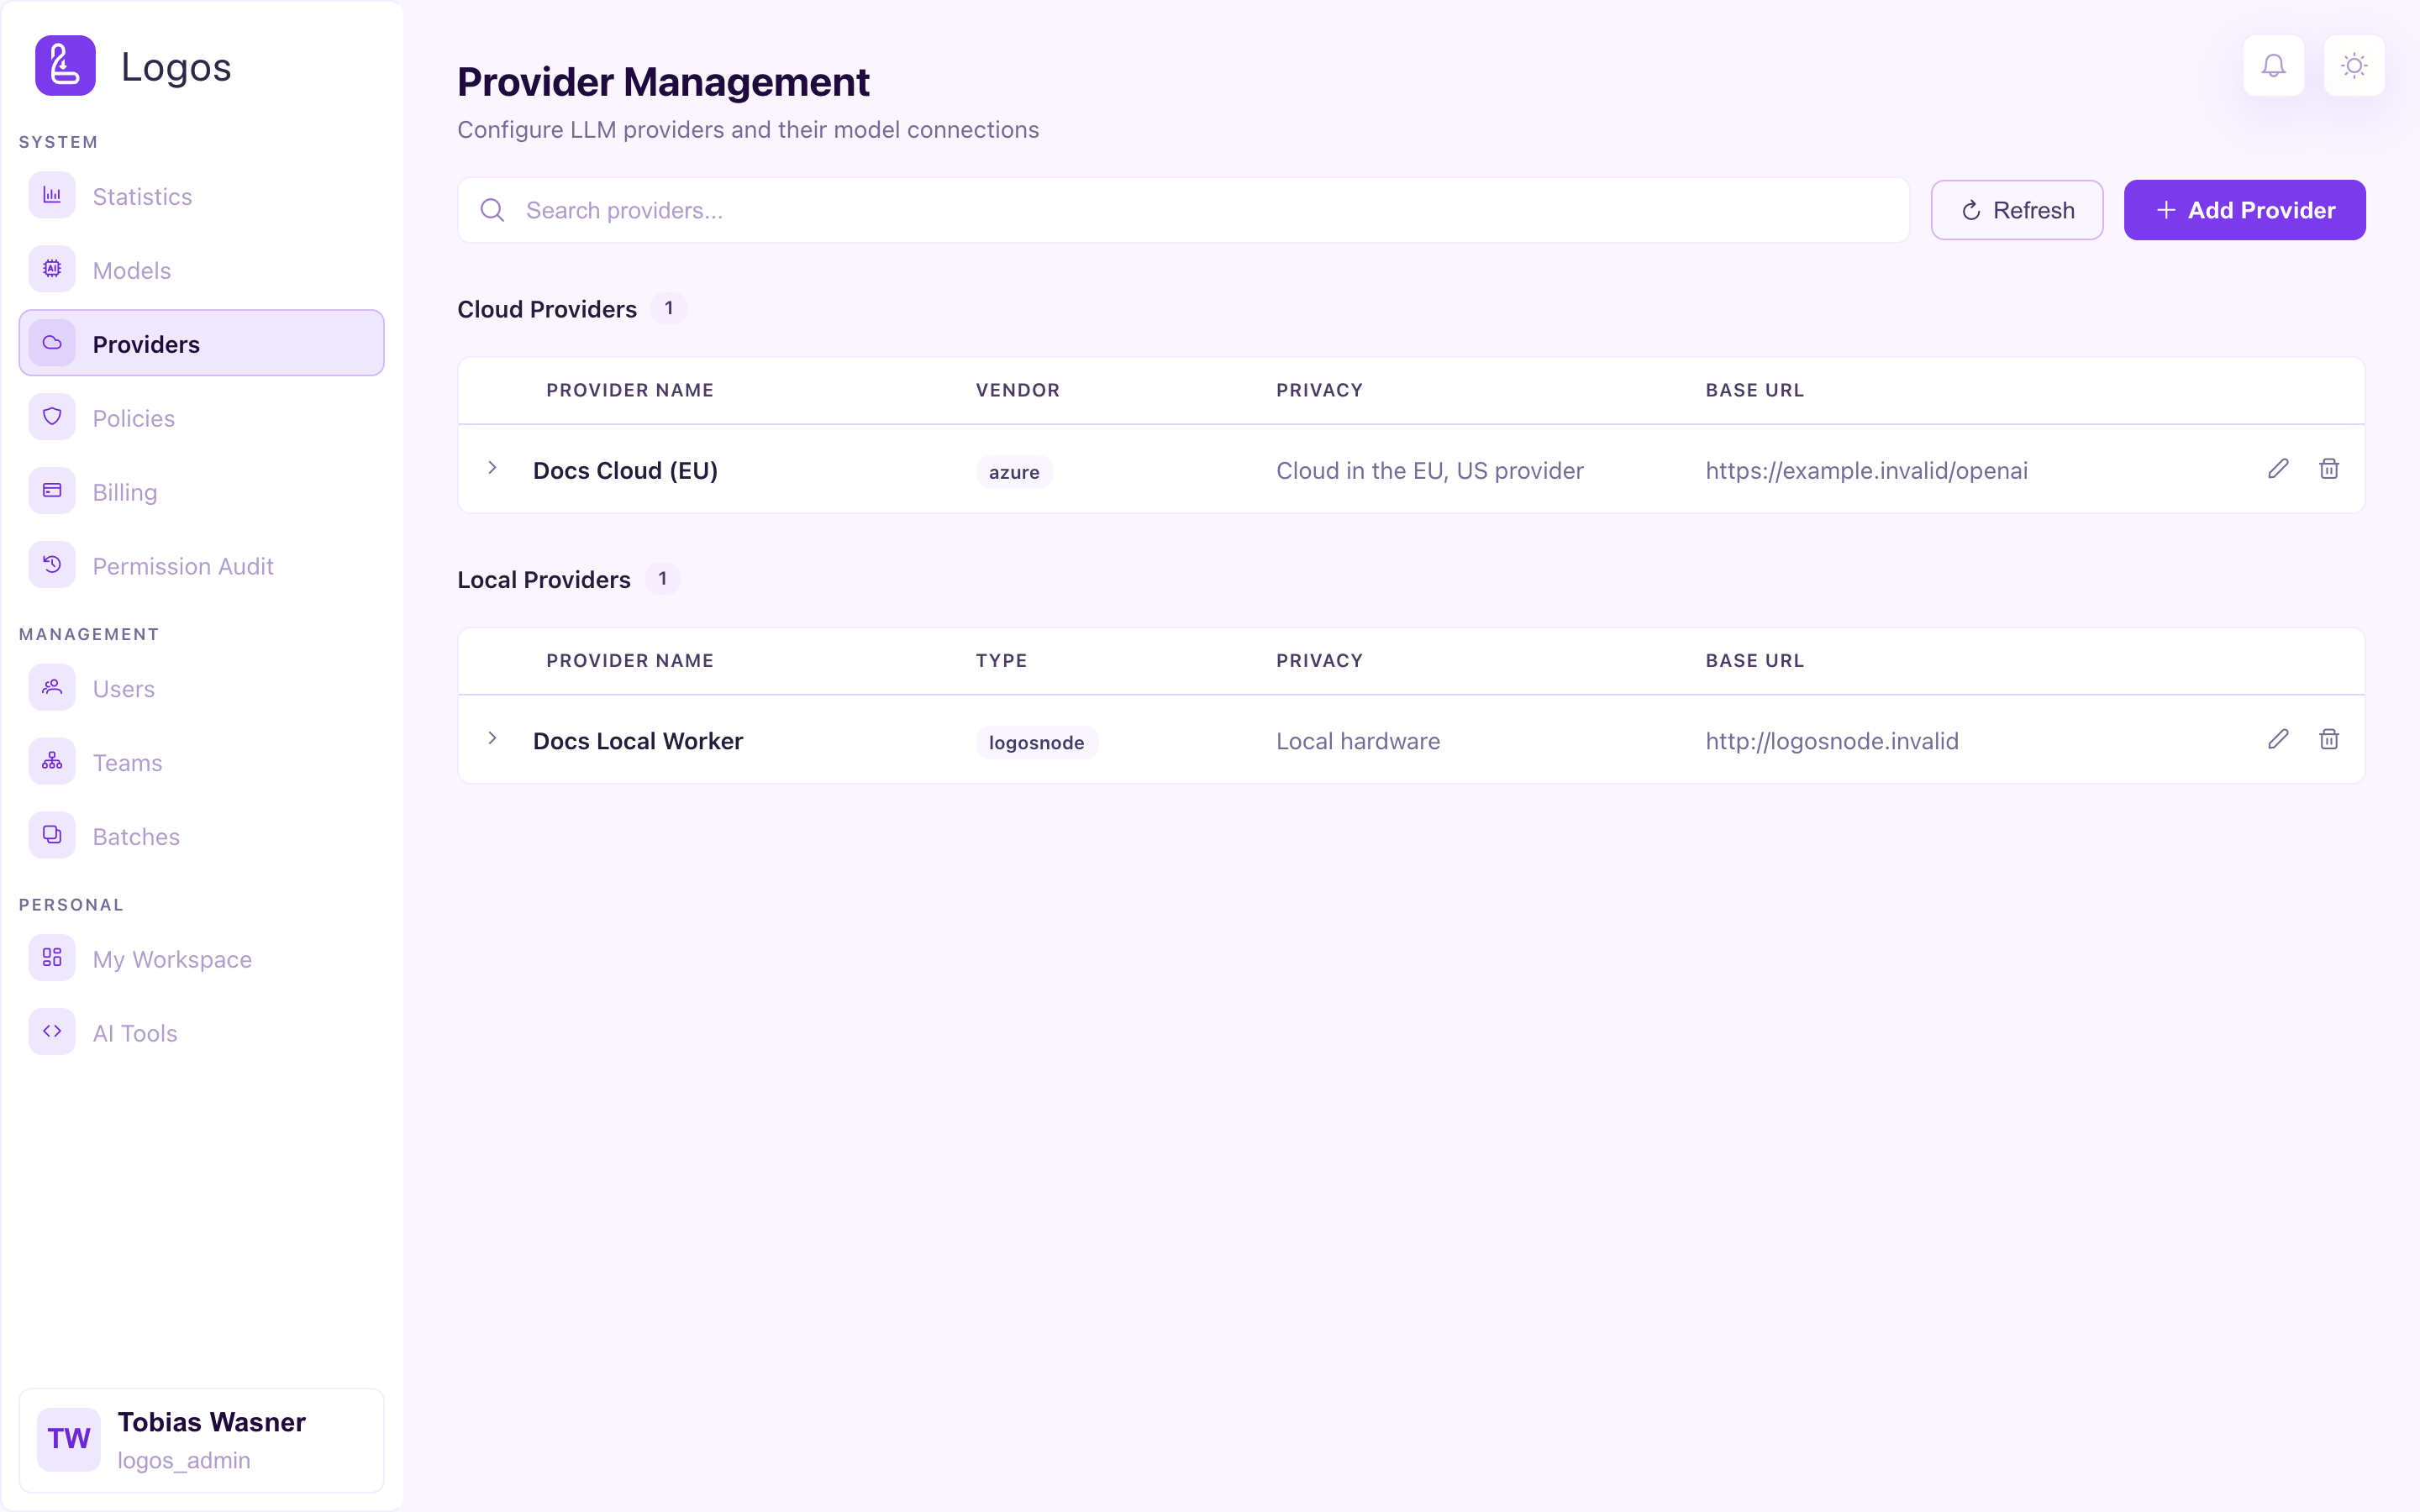 Logos
SYSTEM
Statistics
Models
Providers
Policies
Billing
Permission Audit
MANAGEMENT
Users
Teams
Batches
PERSONAL
My Workspace
AI Tools
TW
Tobias Wasner
logos_admin
Provider Management
Configure LLM providers and their model connections
Search providers...
Refresh
Add Provider
Cloud Providers 1
PROVIDER NAME VENDOR PRIVACY BASE URL
Docs Cloud (EU) azure Cloud in the EU, US provider https://example.invalid/openai
Local Providers 1
PROVIDER NAME TYPE PRIVACY BASE URL
Docs Local Worker logosnode Local hardware http://logosnode.invalid